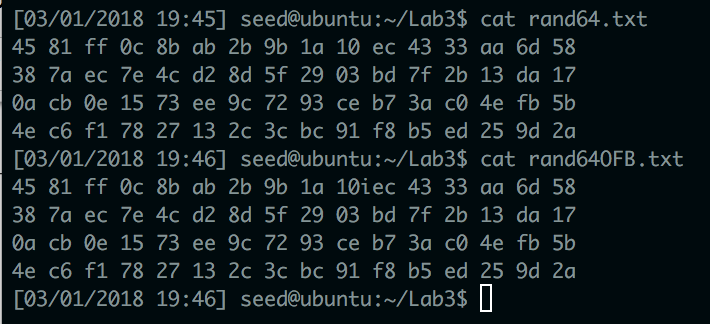 [03/01/2018 19:45] seed@ubuntu:~/Lab3$ cat rand64.txt
45 81 ff 0c 8b ab 2b 9b 1a 10 ec 43 33 aa 6d 58
38 7a ec 7e 4c d2 8d 5f 29 03 bd 7f 2b 13 da 17
0a cb 0e 15 73 ee 9c 72 93 ce b7 3a c0 4e fb 5b
4e c6 f1 78 27 13 2c 3c bc 91 f8 b5 ed 25 9d 2a
[03/01/2018 19:46] seed@ubuntu:~/Lab3$ cat rand64OFB.txt
45 81 ff 0c 8b ab 2b 9b 1a 10iec 43 33 aa 6d 58
38 7a ec 7e 4c d2 8d 5f 29 03 bd 7f 2b 13 da 17
0a cb 0e 15 73 ee 9c 72 93 ce b7 3a c0 4e fb 5b
4e c6 f1 78 27 13 2c 3c bc 91 f8 b5 ed 25 9d 2a
[03/01/2018 19:46] seed@ubuntu:~/Lab3$